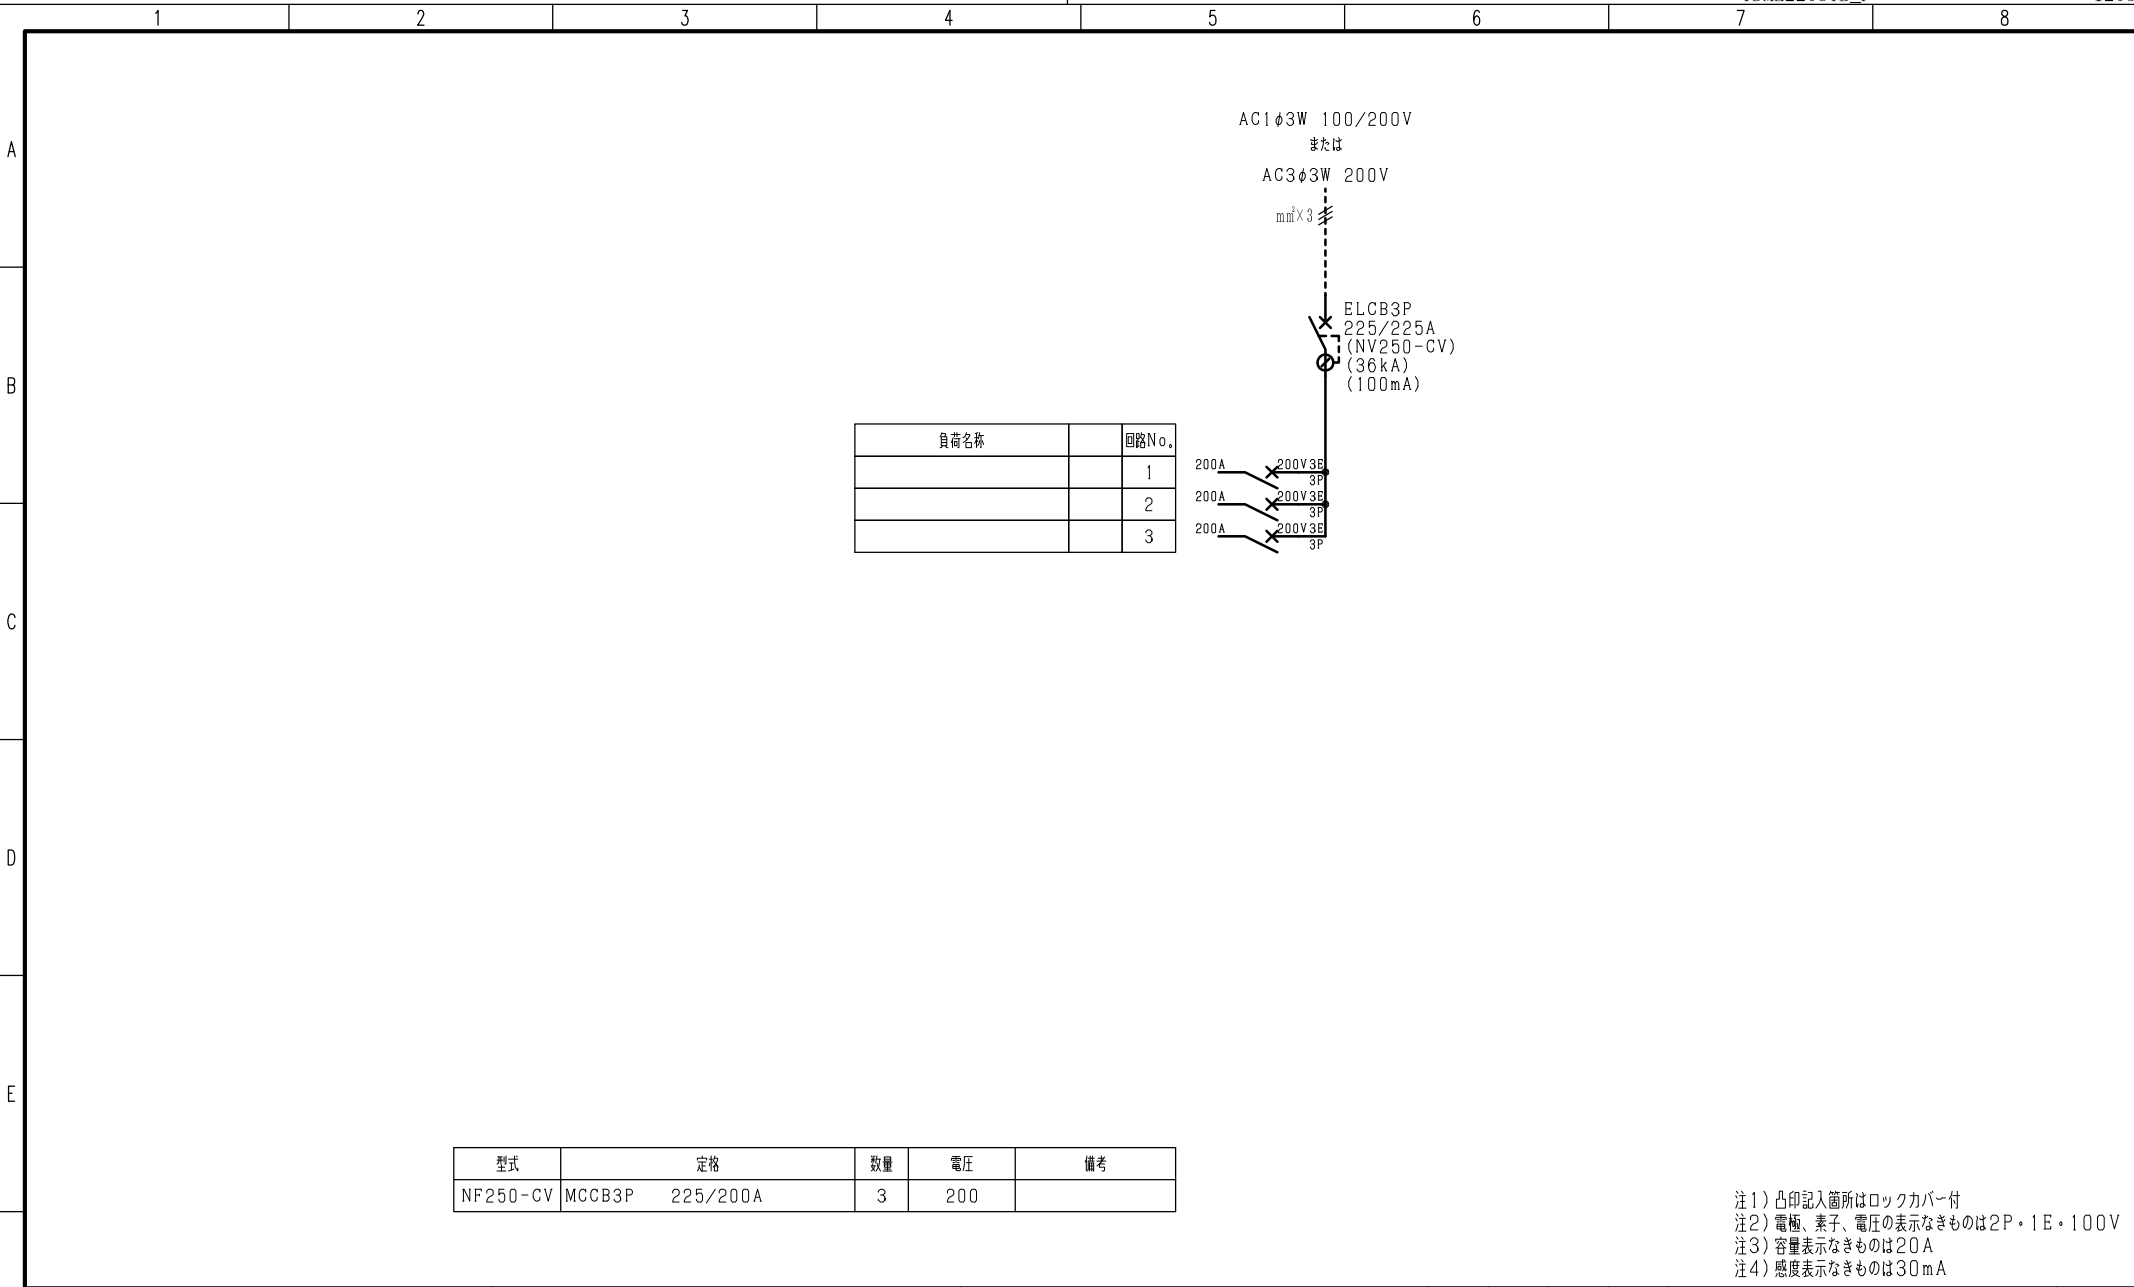 1 2 3 4 5 6 7 8
A
AC1φ3W 100/200V
または
AC3φ3W 200V
mm²×3
B
ELCB3P
225/225A
(NV250-CV)
(36kA)
(100mA)
負荷名称 回路No。
1 200A 200V3E
3P
2 200A 200V3E
3P
3 200A 200V3E
3P
C
D
E
型式 定格 数量 電圧 備考
NF250-CV MCCB3P 225/200A 3 200
注1)凸印記入箇所はロックカバー付
注2)電極、素子、電圧の表示なきものは2P・1E・100V
注3)容量表示なきものは20A
注4)感度表示なきものは30mA